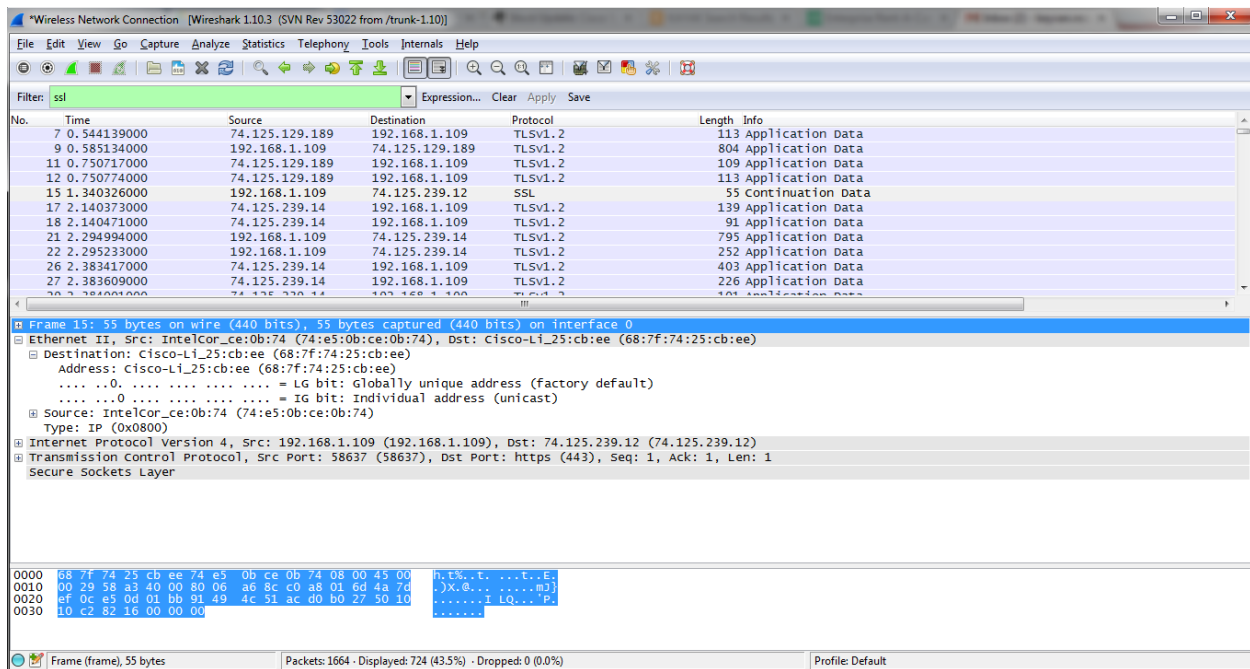 *Wireless Network Connection [Wireshark 1.10.3 (SVN Rev 53022 from /trunk-1.10)]
File Edit View Go Capture Analyze Statistics Telephony Tools Internals Help
Filter: ssl Expression... Clear Apply Save
No. Time Source Destination Protocol Length Info
7 0.544139000 74.125.129.189 192.168.1.109 TLSv1.2 113 Application Data
9 0.585134000 192.168.1.109 74.125.129.189 TLSv1.2 804 Application Data
11 0.750717000 74.125.129.189 192.168.1.109 TLSv1.2 109 Application Data
12 0.750774000 74.125.129.189 192.168.1.109 TLSv1.2 113 Application Data
15 1.340326000 192.168.1.109 74.125.239.12 SSL 55 Continuation Data
17 2.140373000 74.125.239.14 192.168.1.109 TLSv1.2 139 Application Data
18 2.140471000 74.125.239.14 192.168.1.109 TLSv1.2 91 Application Data
21 2.294994000 192.168.1.109 74.125.239.14 TLSv1.2 795 Application Data
22 2.295233000 192.168.1.109 74.125.239.14 TLSv1.2 252 Application Data
26 2.383417000 74.125.239.14 192.168.1.109 TLSv1.2 403 Application Data
27 2.383609000 74.125.239.14 192.168.1.109 TLSv1.2 226 Application Data
Frame 15: 55 bytes on wire (440 bits), 55 bytes captured (440 bits) on interface 0
Ethernet II, Src: IntelCor_ce:0b:74 (74:e5:0b:ce:0b:74), Dst: Cisco-Li_25:cb:ee (68:7f:74:25:cb:ee)
Destination: Cisco-Li_25:cb:ee (68:7f:74:25:cb:ee)
Address: Cisco-Li_25:cb:ee (68:7f:74:25:cb:ee)
.... ..0. .... .... .... .... = LG bit: Globally unique address (factory default)
.... ...0 .... .... .... .... = IG bit: Individual address (unicast)
Source: IntelCor_ce:0b:74 (74:e5:0b:ce:0b:74)
Type: IP (0x0800)
Internet Protocol Version 4, Src: 192.168.1.109 (192.168.1.109), Dst: 74.125.239.12 (74.125.239.12)
Transmission Control Protocol, Src Port: 58637 (58637), Dst Port: https (443), Seq: 1, Ack: 1, Len: 1
Secure Sockets Layer
0000 68 7f 74 25 cb ee 74 e5 0b ce 0b 74 08 00 45 00 h.t%..t. ...t..E.
0010 00 29 58 a3 40 00 80 06 a6 8c c0 a8 01 6d 4a 7d .)X.@... .....mJ}
0020 ef 0c e5 0d 01 bb 91 49 4c 51 ac d0 b0 27 50 10 .......I LQ...'P.
0030 10 c2 82 16 00 00 00 .......
Frame (frame), 55 bytes Packets: 1664 · Displayed: 724 (43.5%) · Dropped: 0 (0.0%) Profile: Default